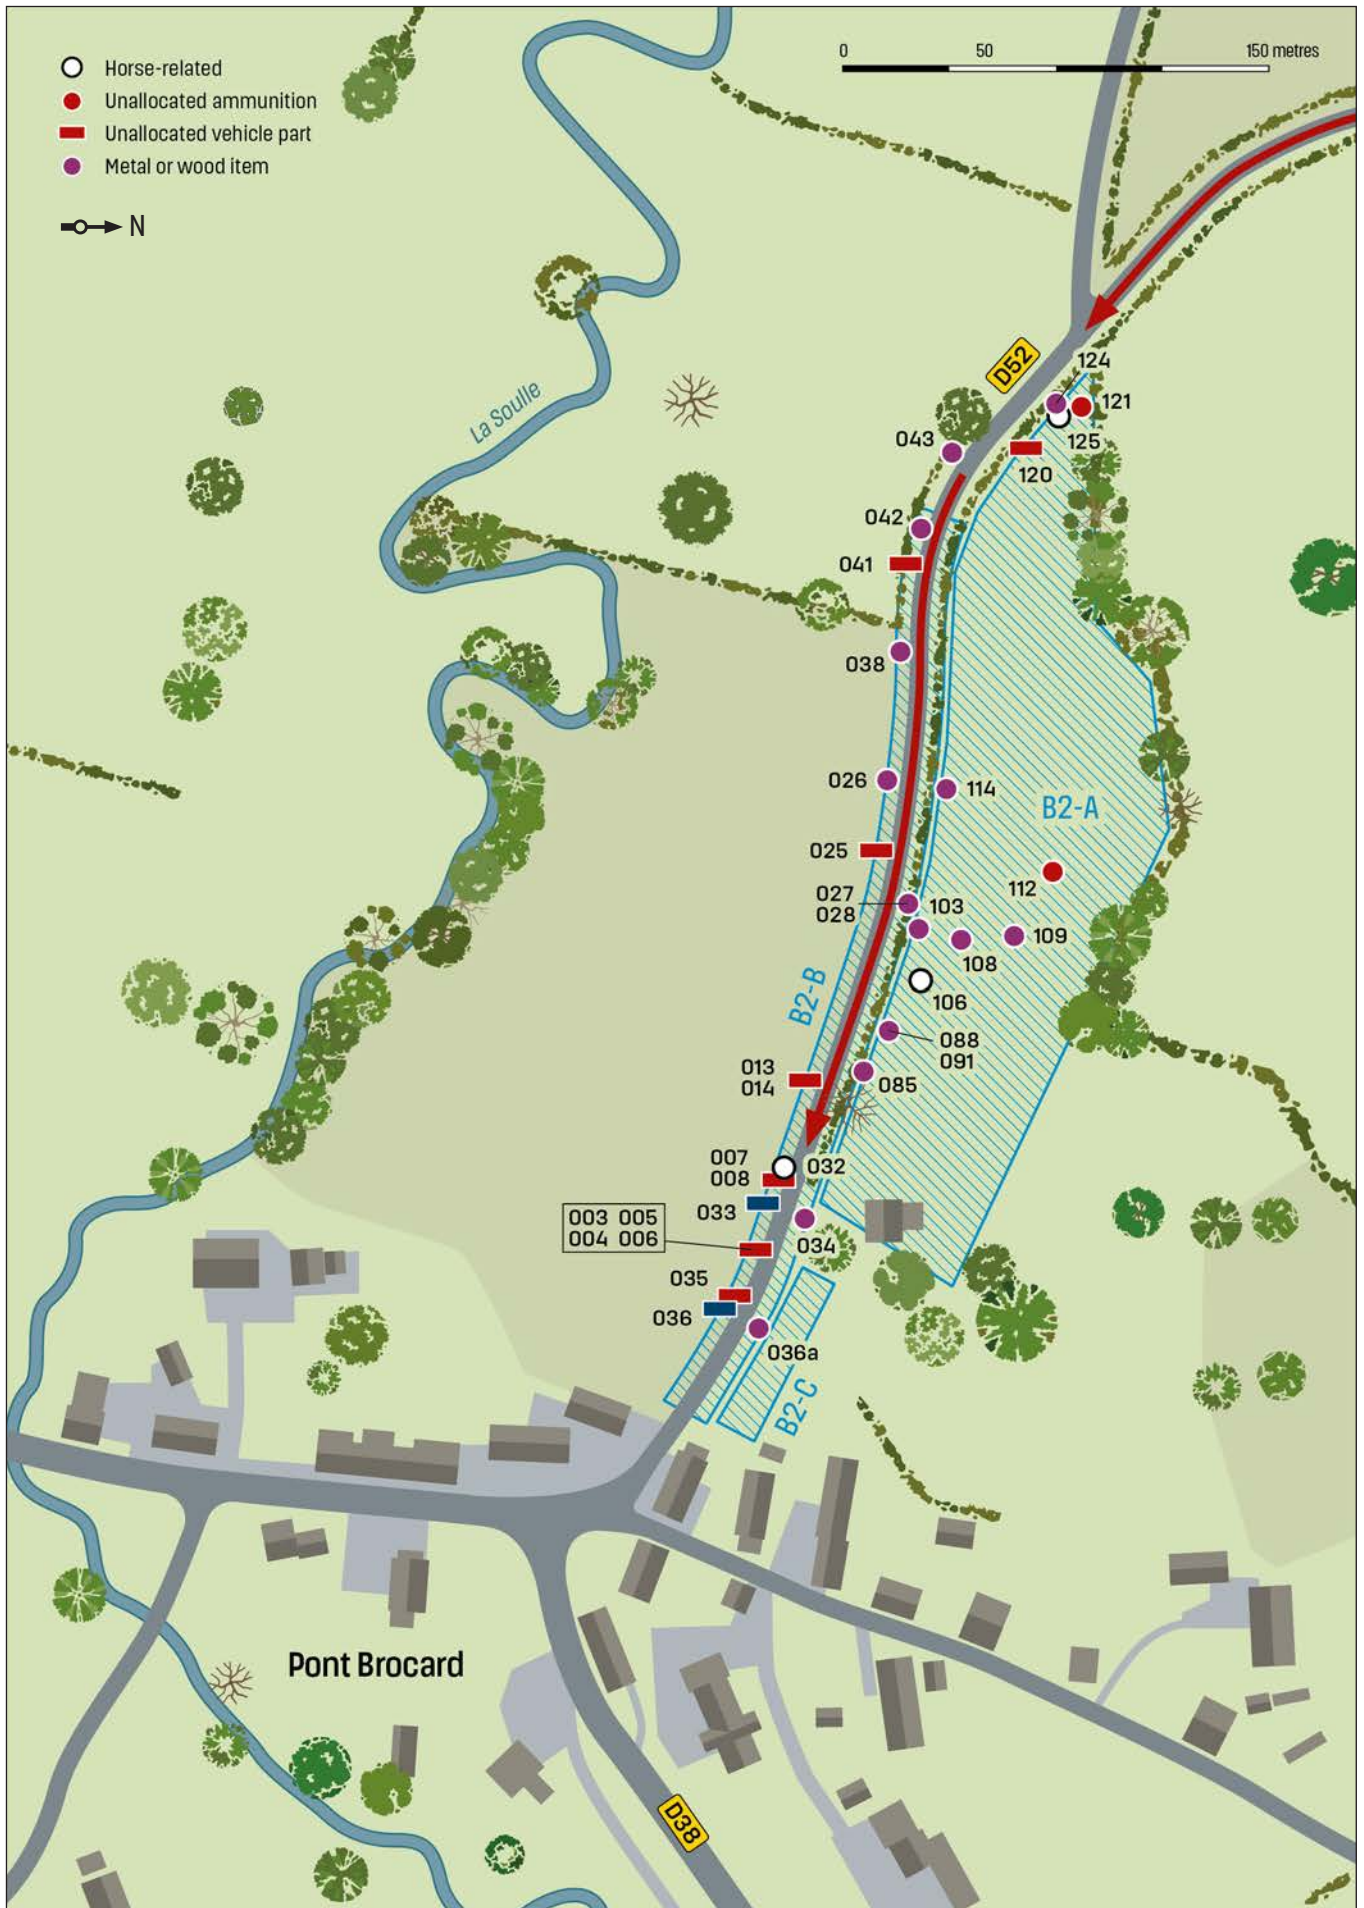 0 50 150 metres
Horse-related
Unallocated ammunition
Unallocated vehicle part
Metal or wood item
N
La Soulle
D52
124
121
125
120
043
042
041
038
026
114
B2-A
025
112
027
028
103
109
108
106
B2-B
088
091
013
014
085
007
008
032
033
003 005
004 006
034
035
036
036a
B2-C
Pont Brocard
D38